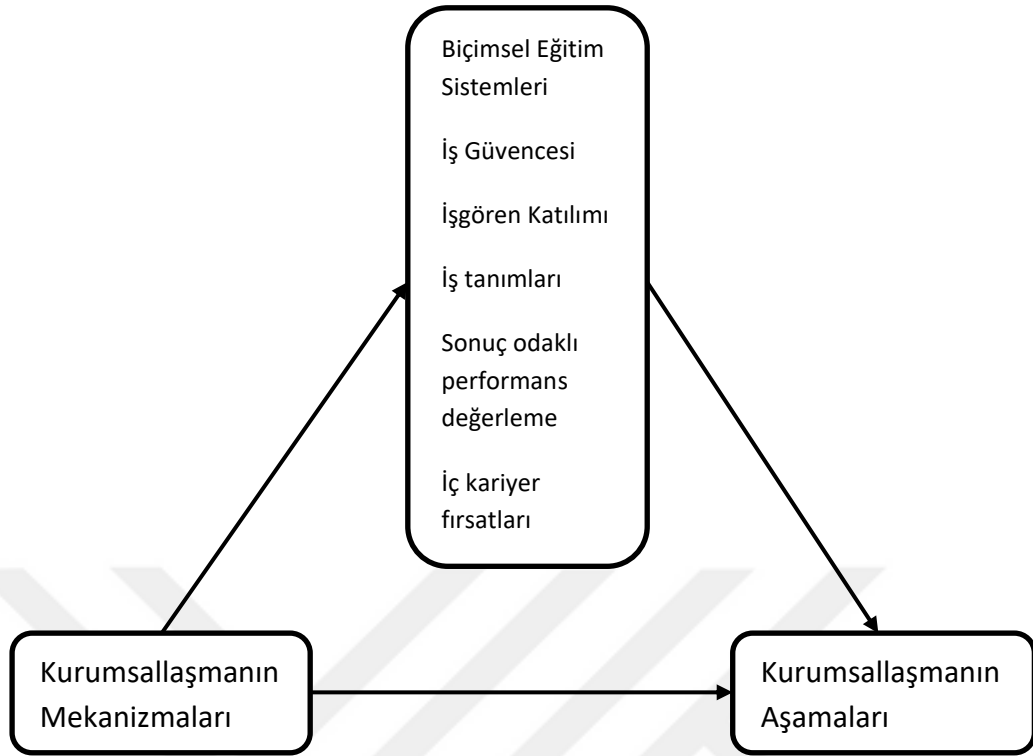 Biçimsel Eğitim
Sistemleri
İş Güvencesi
İşgören Katılımı
İş tanımları
Sonuç odaklı
performans
değerleme
İç kariyer
fırsatları
Kurumsallaşmanın
Mekanizmaları
Kurumsallaşmanın
Aşamaları